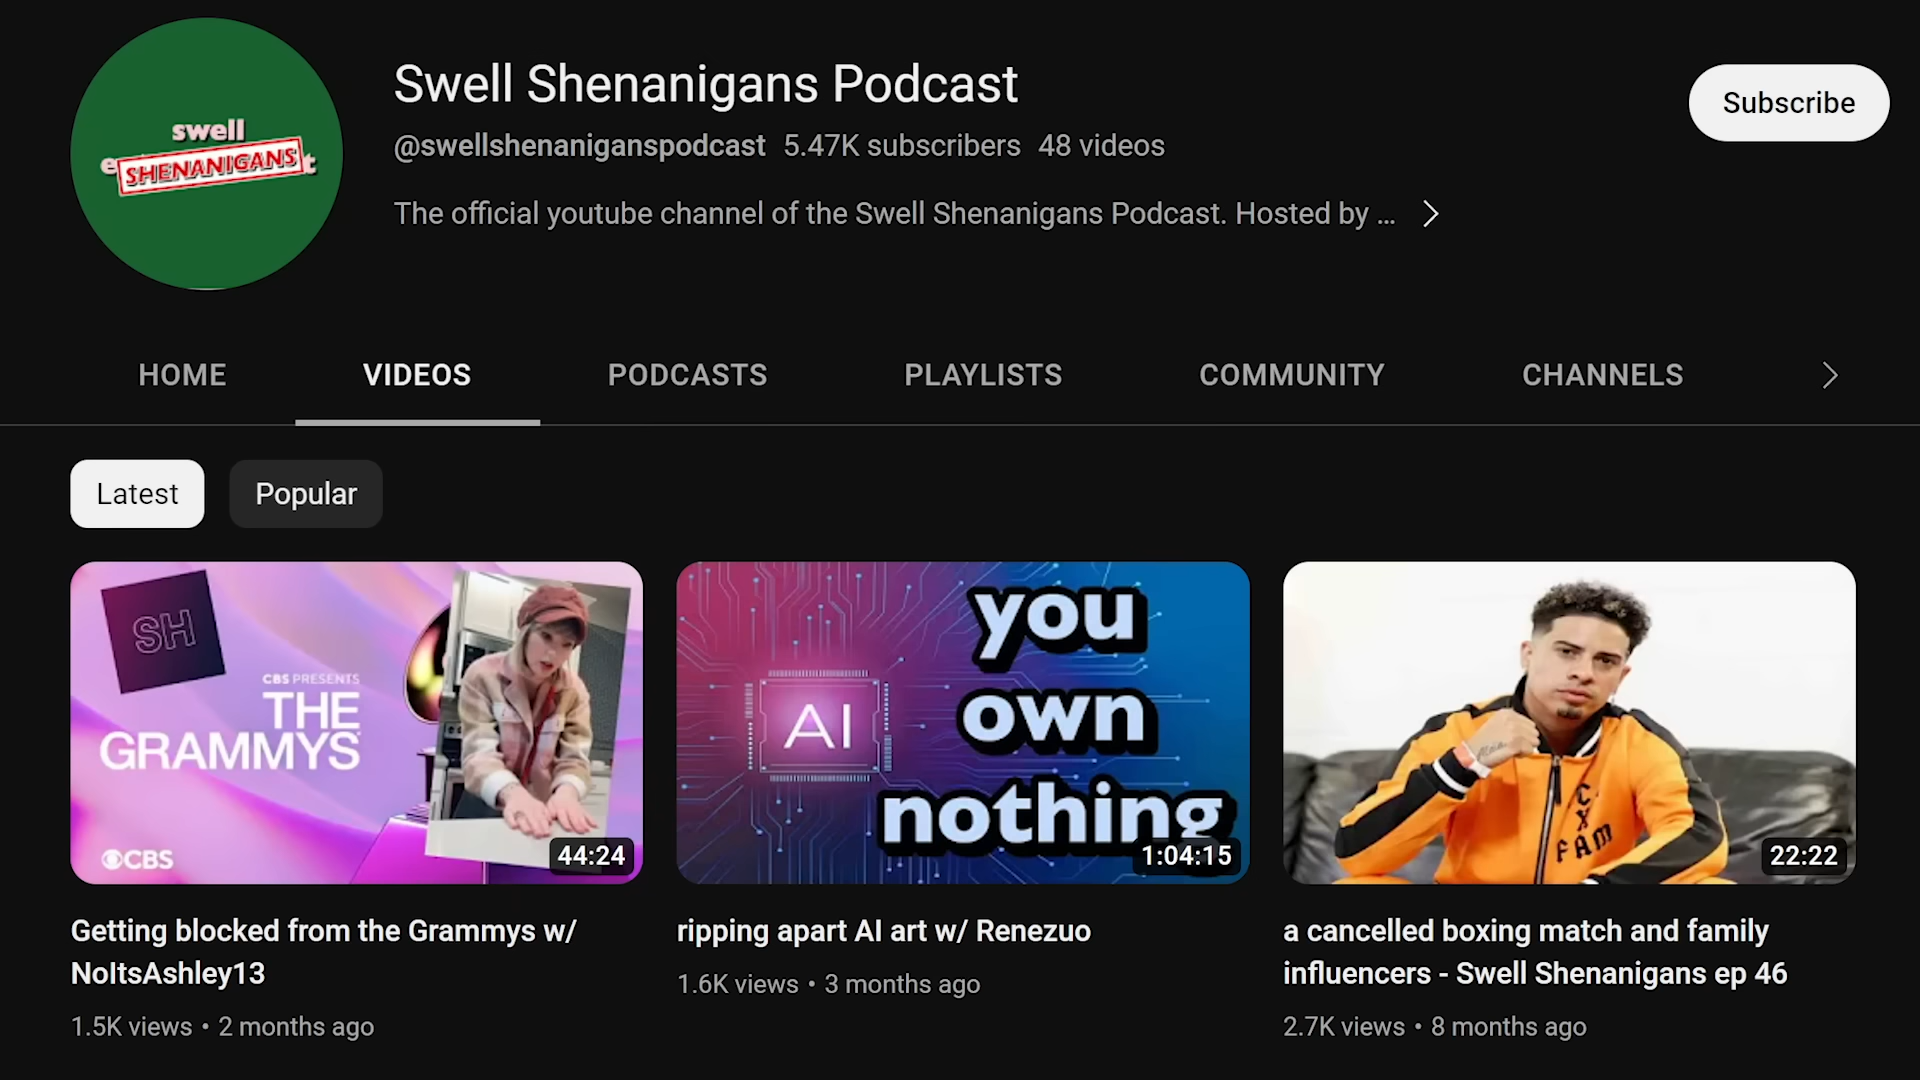 swell
SHENANIGANS
Swell Shenanigans Podcast
@swellshenaniganspodcast 5.47K subscribers 48 videos
The official youtube channel of the Swell Shenanigans Podcast. Hosted by ...
Subscribe
HOME VIDEOS PODCASTS PLAYLISTS COMMUNITY CHANNELS
Latest Popular
SH
CBS PRESENTS
THE
GRAMMYS
CBS
44:24
AI
you
own
nothing
1:04:15
CXM
FAM
22:22
Getting blocked from the Grammys w/
NoItsAshley13
1.5K views • 2 months ago
ripping apart AI art w/ Renezuo
1.6K views • 3 months ago
a cancelled boxing match and family
influencers - Swell Shenanigans ep 46
2.7K views • 8 months ago